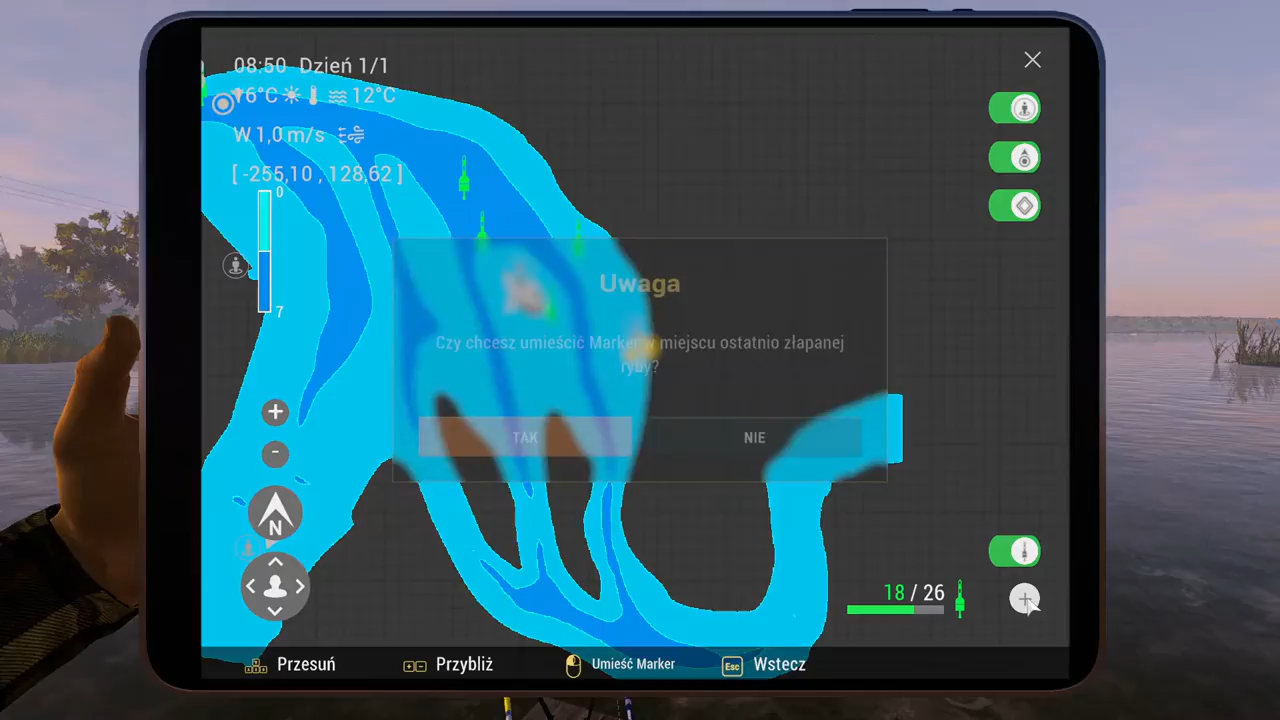 08:50 Dzień 1/1
6°C 12°C
W 1,0 m/s
[ -255,10 , 128,62 ]
0
7
Uwaga
Czy chcesz umieścić Marker w miejscu ostatnio złapanej
ryby?
TAK NIE
+
-
N
18 / 26
Przesuń Przybliż Umieść Marker Esc Wstecz